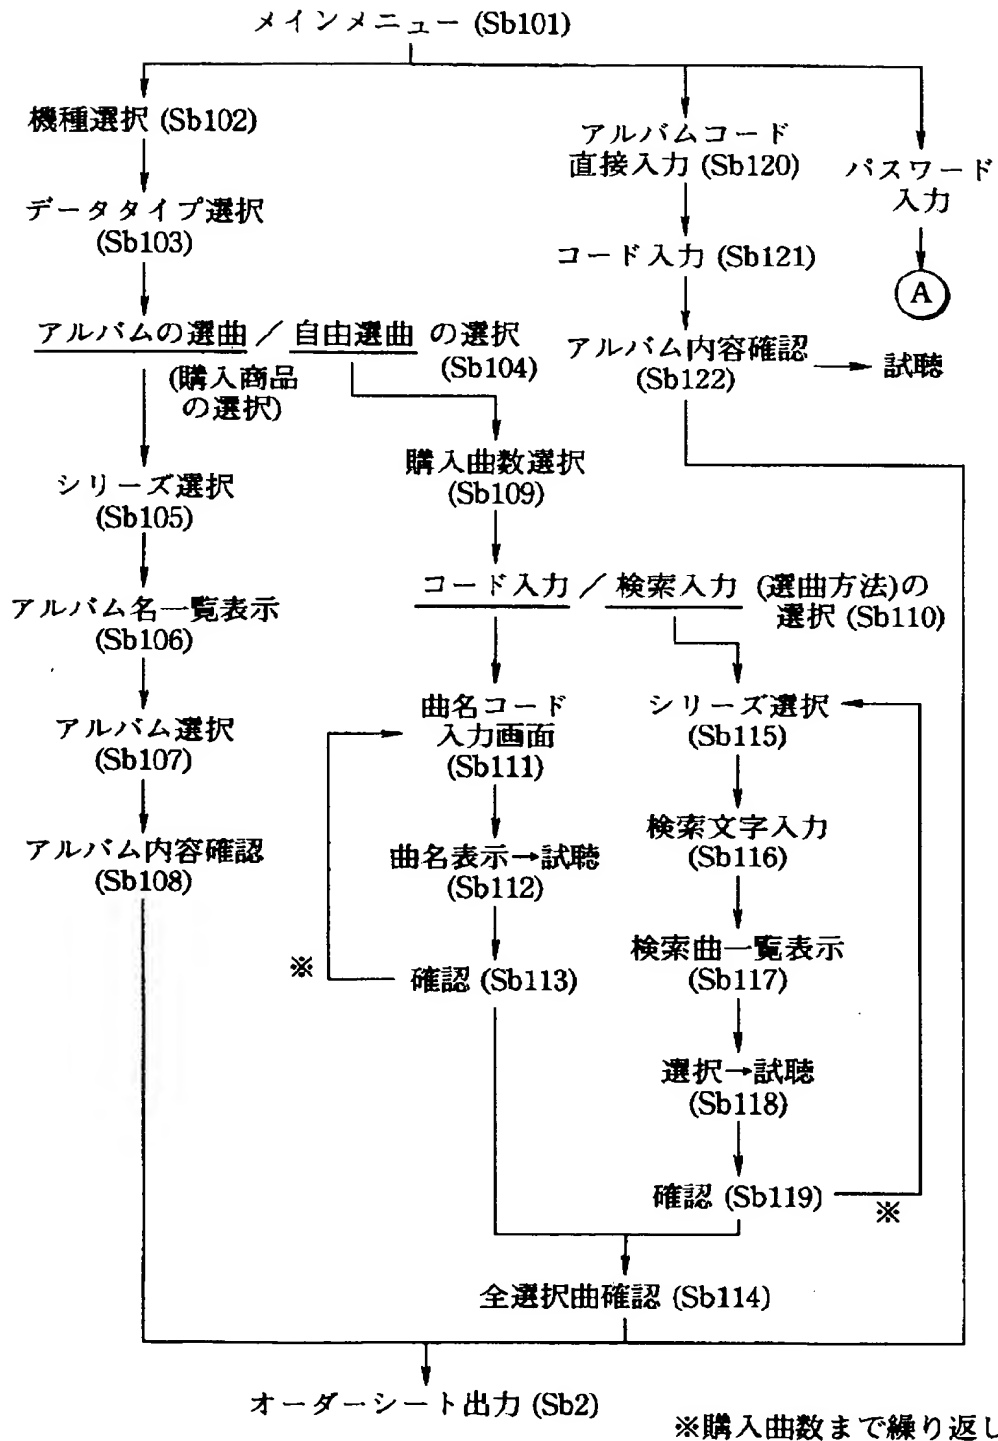 メインメニュー (Sb101)
機種選択 (Sb102)
データタイプ選択
(Sb103)
アルバムの選曲 / 自由選曲 の選択
(Sb104)
(購入商品
の選択)
シリーズ選択
(Sb105)
アルバム名一覧表示
(Sb106)
アルバム選択
(Sb107)
アルバム内容確認
(Sb108)
購入曲数選択
(Sb109)
コード入力 / 検索入力 (選曲方法)の
選択 (Sb110)
曲名コード
入力画面
(Sb111)
曲名表示→試聴
(Sb112)
※
確認 (Sb113)
シリーズ選択
(Sb115)
検索文字入力
(Sb116)
検索曲一覧表示
(Sb117)
選択→試聴
(Sb118)
確認 (Sb119)
※
全選択曲確認 (Sb114)
アルバムコード
直接入力 (Sb120)
コード入力 (Sb121)
アルバム内容確認
(Sb122)
試聴
パスワード
入力
A
オーダーシート出力 (Sb2)
※購入曲数まで繰り返し